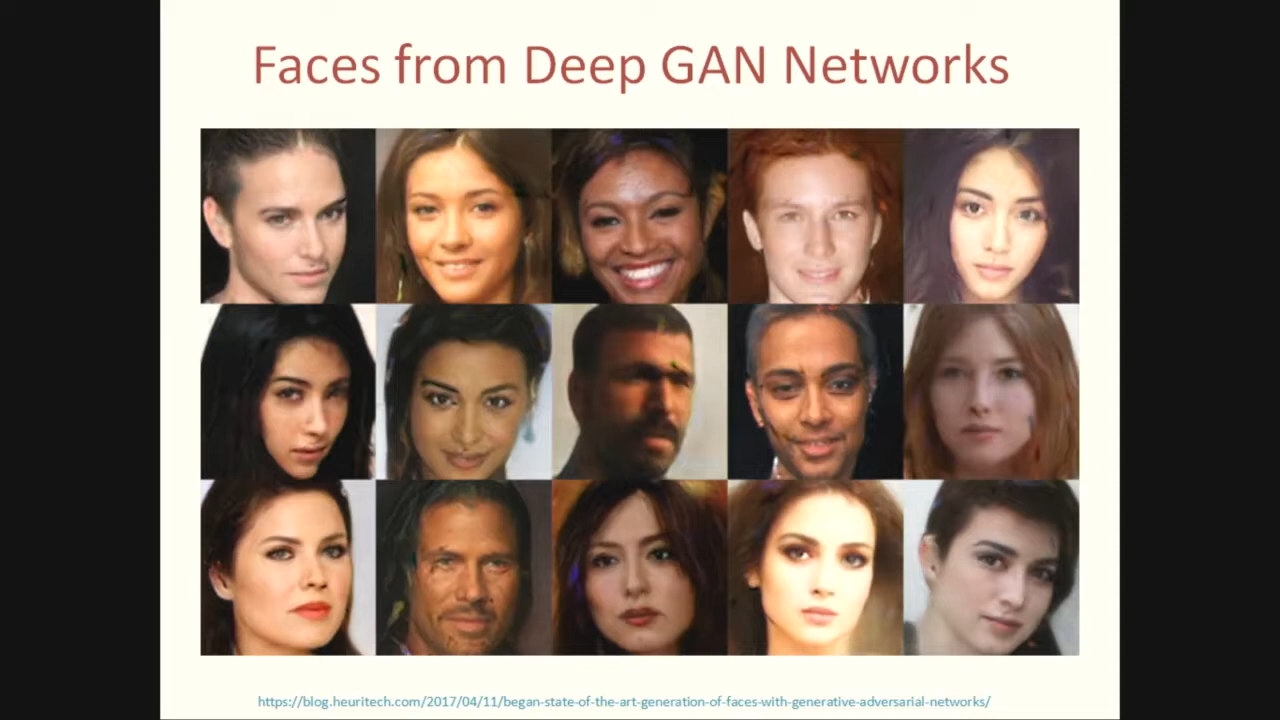 Faces from Deep GAN Networks
https://blog.heuritech.com/2017/04/11/began-state-of-the-art-generation-of-faces-with-generative-adversarial-networks/